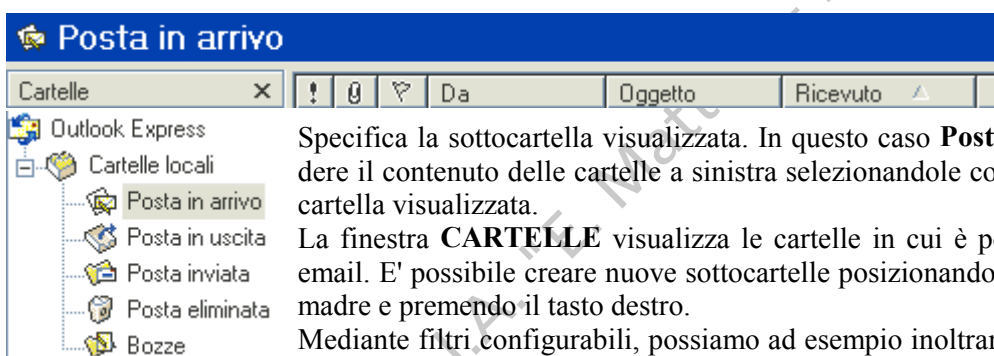 Posta in arrivo
Cartelle
Da Oggetto Ricevuto
Outlook Express
Cartelle locali
Posta in arrivo
Posta in uscita
Posta inviata
Posta eliminata
Bozze
Specifica la sottocartella visualizzata. In questo caso Post
dere il contenuto delle cartelle a sinistra selezionandole co
cartella visualizzata.
La finestra CARTELLE visualizza le cartelle in cui è p
email. E' possibile creare nuove sottocartelle posizionando
madre e premendo il tasto destro.
Mediante filtri configurabili, possiamo ad esempio inoltrar